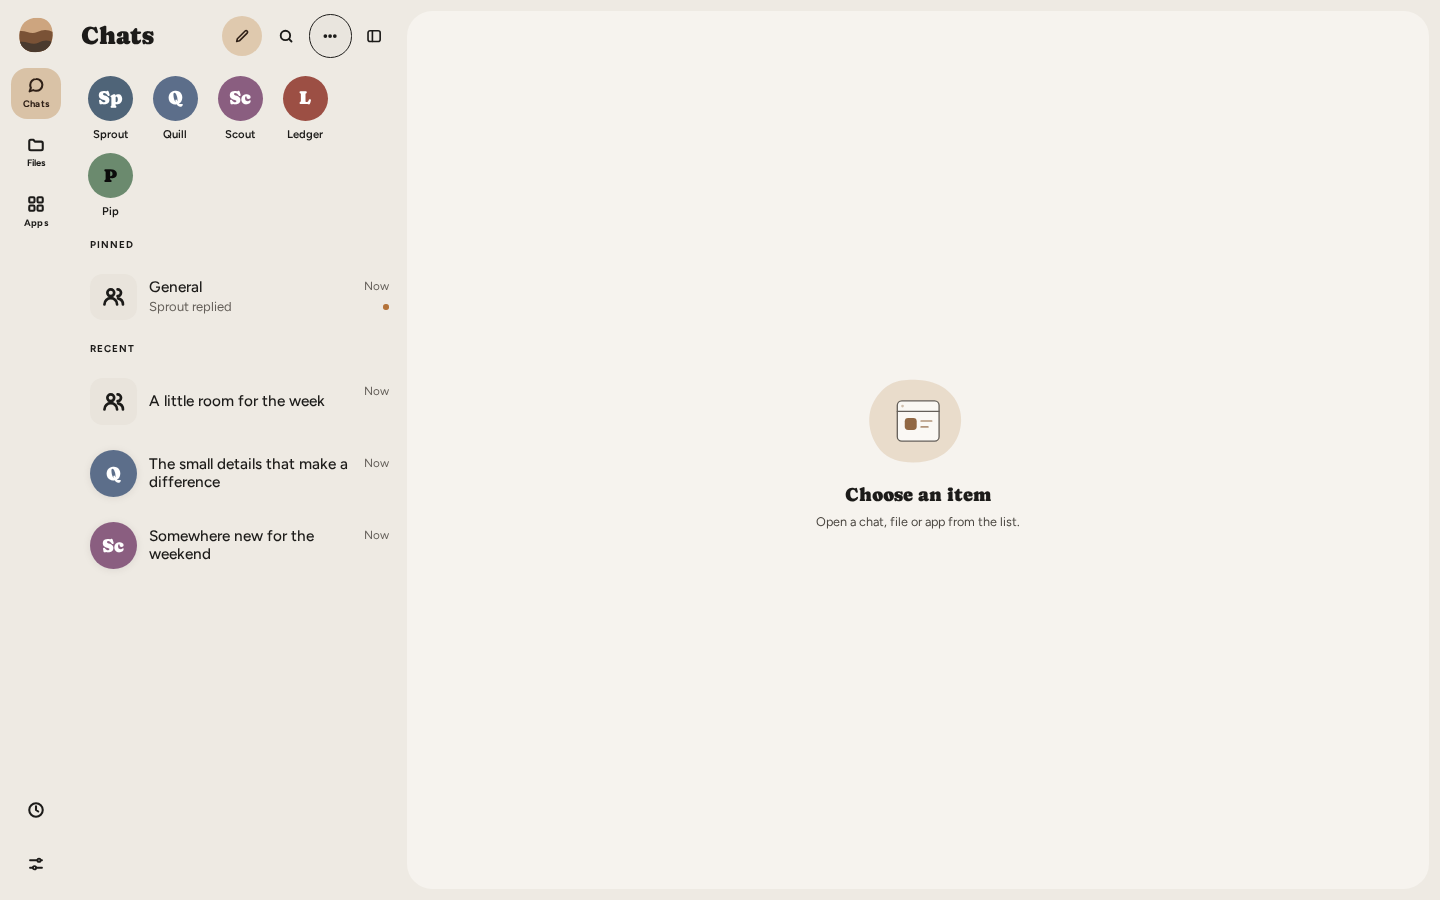 Chats
Chats
Files
Apps
Sp
Sprout
Q
Quill
Sc
Scout
L
Ledger
P
Pip
PINNED
General
Now
Sprout replied
RECENT
A little room for the week
Now
Q
The small details that make a
difference
Now
Sc
Somewhere new for the
weekend
Now
Choose an item
Open a chat, file or app from the list.